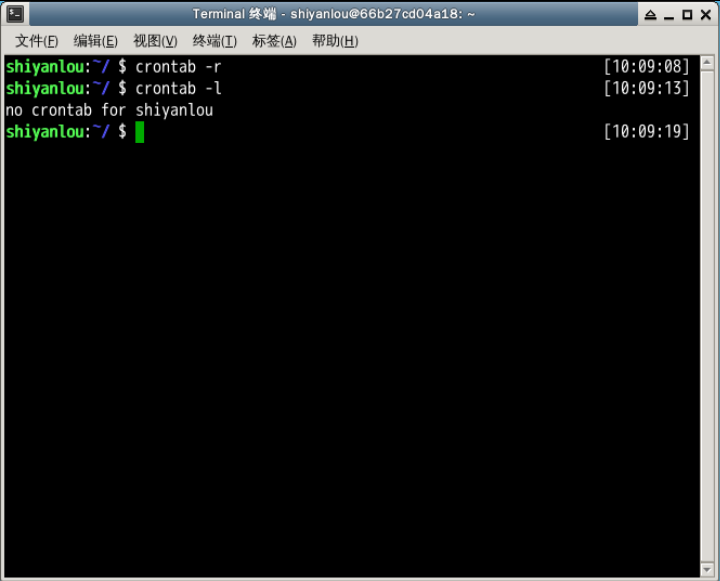 Terminal 终端 - shiyanlou@66b27cd04a18: ~
文件(F) 编辑(E) 视图(V) 终端(T) 标签(A) 帮助(H)
shiyanlou:~/ $ crontab -r [10:09:08]
shiyanlou:~/ $ crontab -l [10:09:13]
no crontab for shiyanlou
shiyanlou:~/ $ [10:09:19]